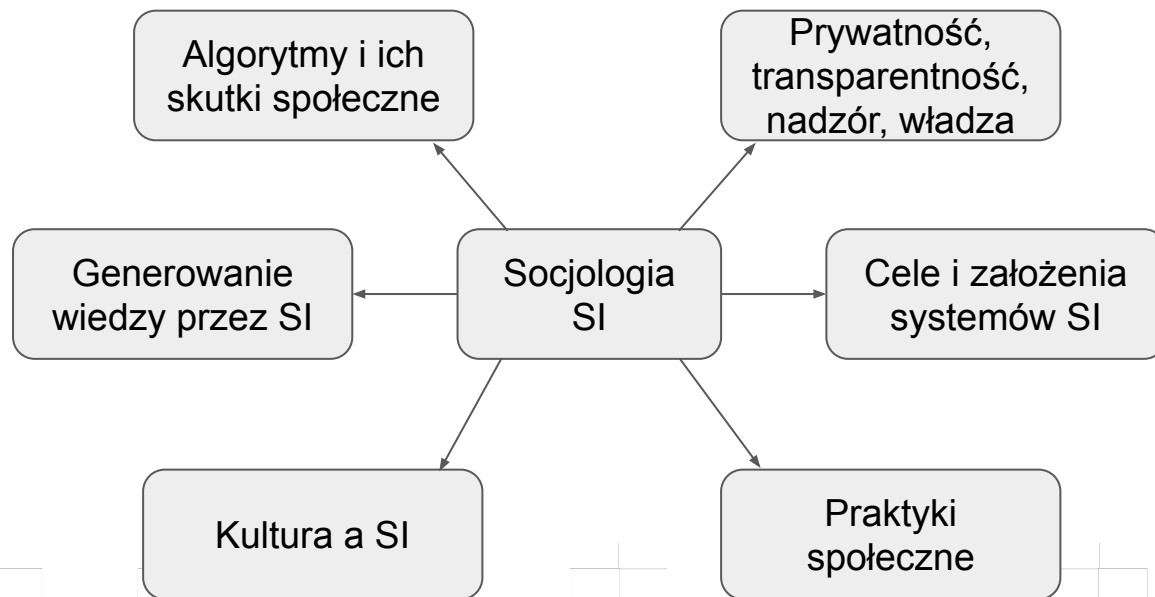 Algorytmy i ich
skutki społeczne
Prywatność,
transparentność,
nadzór, władza
Generowanie
wiedzy przez SI
Socjologia
SI
Cele i założenia
systemów SI
Kultura a SI
Praktyki
społeczne